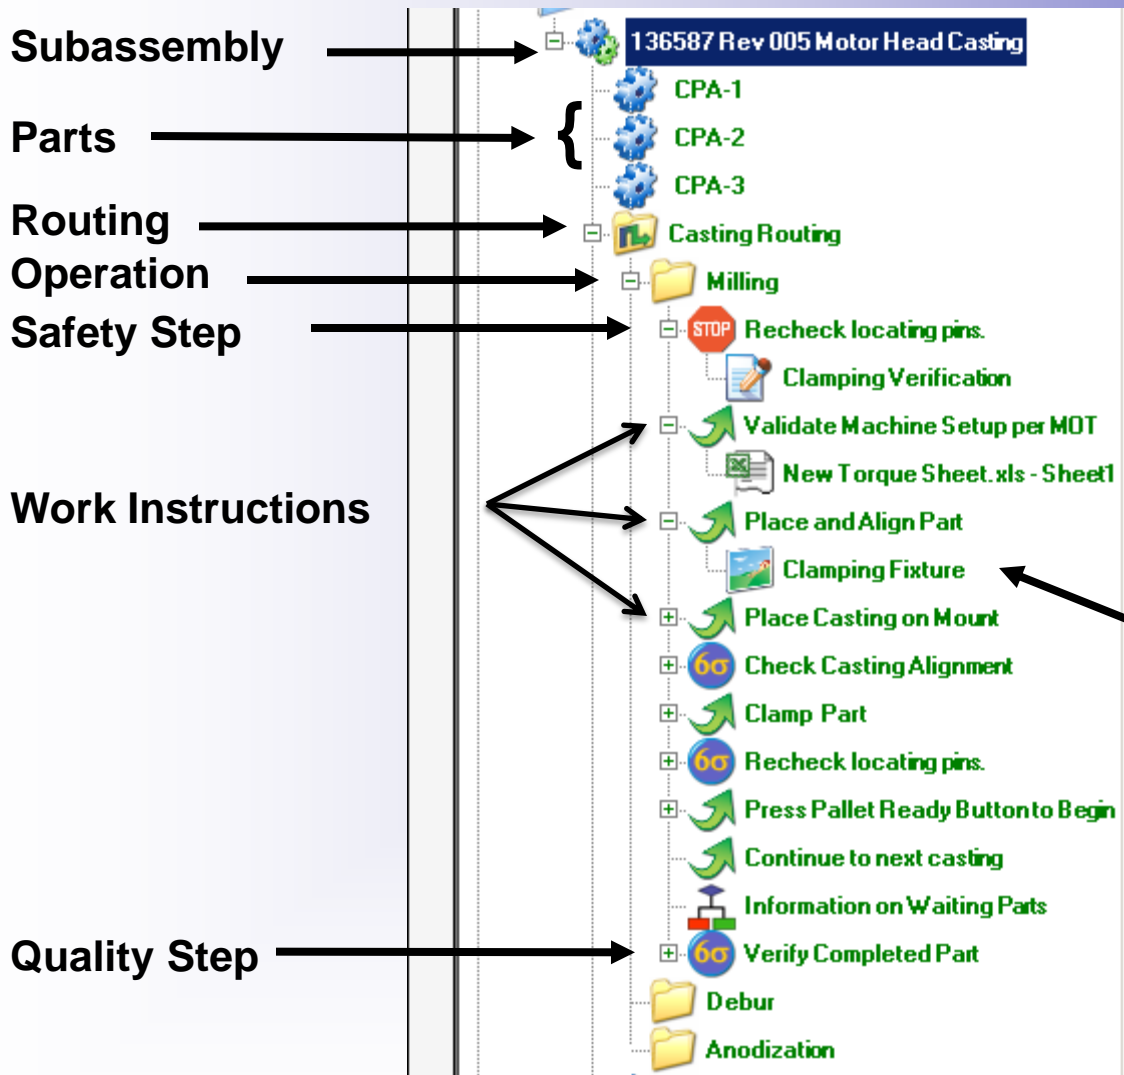 Subassembly
136587 Rev 005 Motor Head Casting
CPA-1
Parts
{
CPA-2
CPA-3
Routing
Casting Routing
Operation
Milling
Safety Step
STOP
Recheck locating pins.
Clamping Verification
Validate Machine Setup per MOT
New Torque Sheet.xls - Sheet1
Work Instructions
Place and Align Part
Clamping Fixture
Place Casting on Mount
6σ Check Casting Alignment
Clamp Part
6σ Recheck locating pins.
Press Pallet Ready Button to Begin
Continue to next casting
Information on Waiting Parts
Quality Step
6σ Verify Completed Part
Debur
Anodization